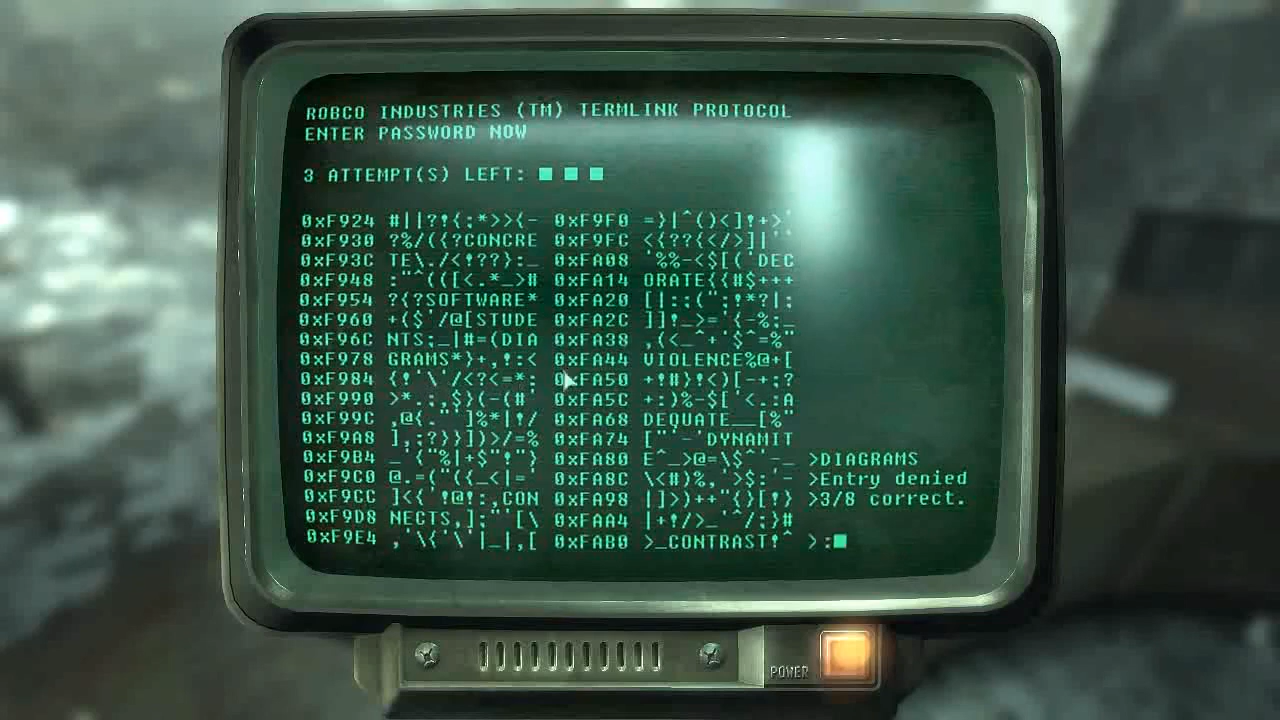 ROBCO INDUSTRIES (TM) TERMLINK PROTOCOL
ENTER PASSWORD NOW
3 ATTEMPT(S) LEFT: ■ ■ ■
0xF924 #||?!{;*>>{- 0xF9F0 =}|^()<]!+>'
0xF930 ?%/({?CONCRE 0xF9FC <{??{</>]|'`
0xF93C TE\./<!??}:_ 0xFA08 '%%-<$[('DEC
0xF948 :"^(([<.*_># 0xFA14 ORATE{{#$+++
0xF954 ?{?SOFTWARE* 0xFA20 [|:;(";!*?|;
0xF960 +{$'/@[STUDE 0xFA2C ]]!_>='{-%;_
0xF96C NTS;_|#=(DIA 0xFA38 ,{<_^+'$^=%"
0xF978 GRAMS*}+,!:< 0xFA44 VIOLENCE%@+[
0xF984 {!'\'/<?<=*; 0xFA50 +!#}!<)[-+;?
0xF990 >*.:,$}(-(#' 0xFA5C +:)%-$['<.:A
0xF99C ,@{."`]%*|!/ 0xFA68 DEQUATE__[%"
0xF9A8 ],;?}}])>/=% 0xFA74 ["'-'DYNAMIT
0xF9B4 _'{"%|+$"!"} 0xFA80 E^_>@=\$^'-_ >DIAGRAMS
0xF9C0 @.=("({_<|=` 0xFA8C \<#)%,'>$:'- >Entry denied
0xF9CC ]<{'!@!:,CON 0xFA98 |]>)++"{}[!} >3/8 correct.
0xF9D8 NECTS,];"'[\ 0xFAA4 |+!/>_'^/;}#
0xF9E4 ,'\{'\'|_|,[ 0xFAB0 >_CONTRAST!^ >:■
POWER